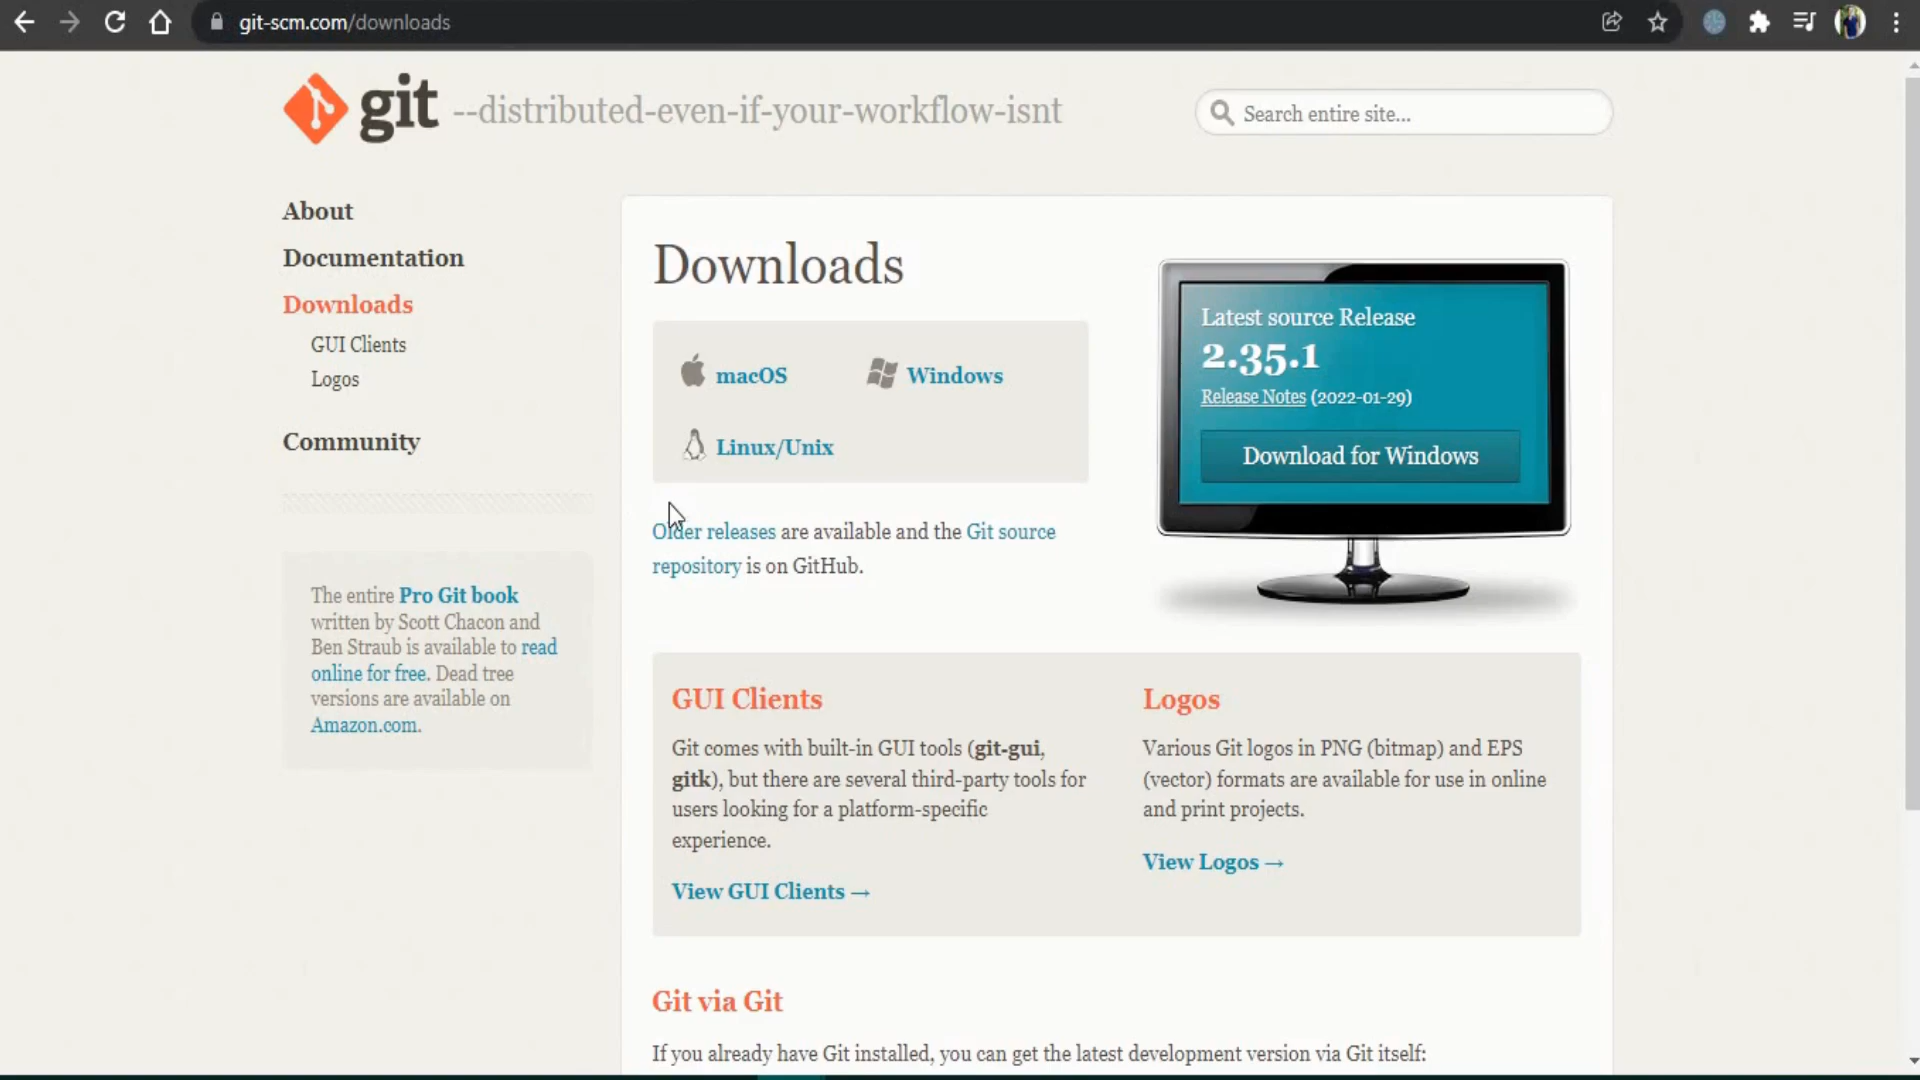 git-scm.com/downloads
git --distributed-even-if-your-workflow-isnt
Search entire site...
About
Documentation
Downloads
GUI Clients
Logos
Community
The entire Pro Git book
written by Scott Chacon and
Ben Straub is available to read
online for free. Dead tree
versions are available on
Amazon.com.
Downloads
macOS
Windows
Linux/Unix
Older releases are available and the Git source
repository is on GitHub.
Latest source Release
2.35.1
Release Notes (2022-01-29)
Download for Windows
GUI Clients
Git comes with built-in GUI tools (git-gui,
gitk), but there are several third-party tools for
users looking for a platform-specific
experience.
View GUI Clients →
Logos
Various Git logos in PNG (bitmap) and EPS
(vector) formats are available for use in online
and print projects.
View Logos →
Git via Git
If you already have Git installed, you can get the latest development version via Git itself: